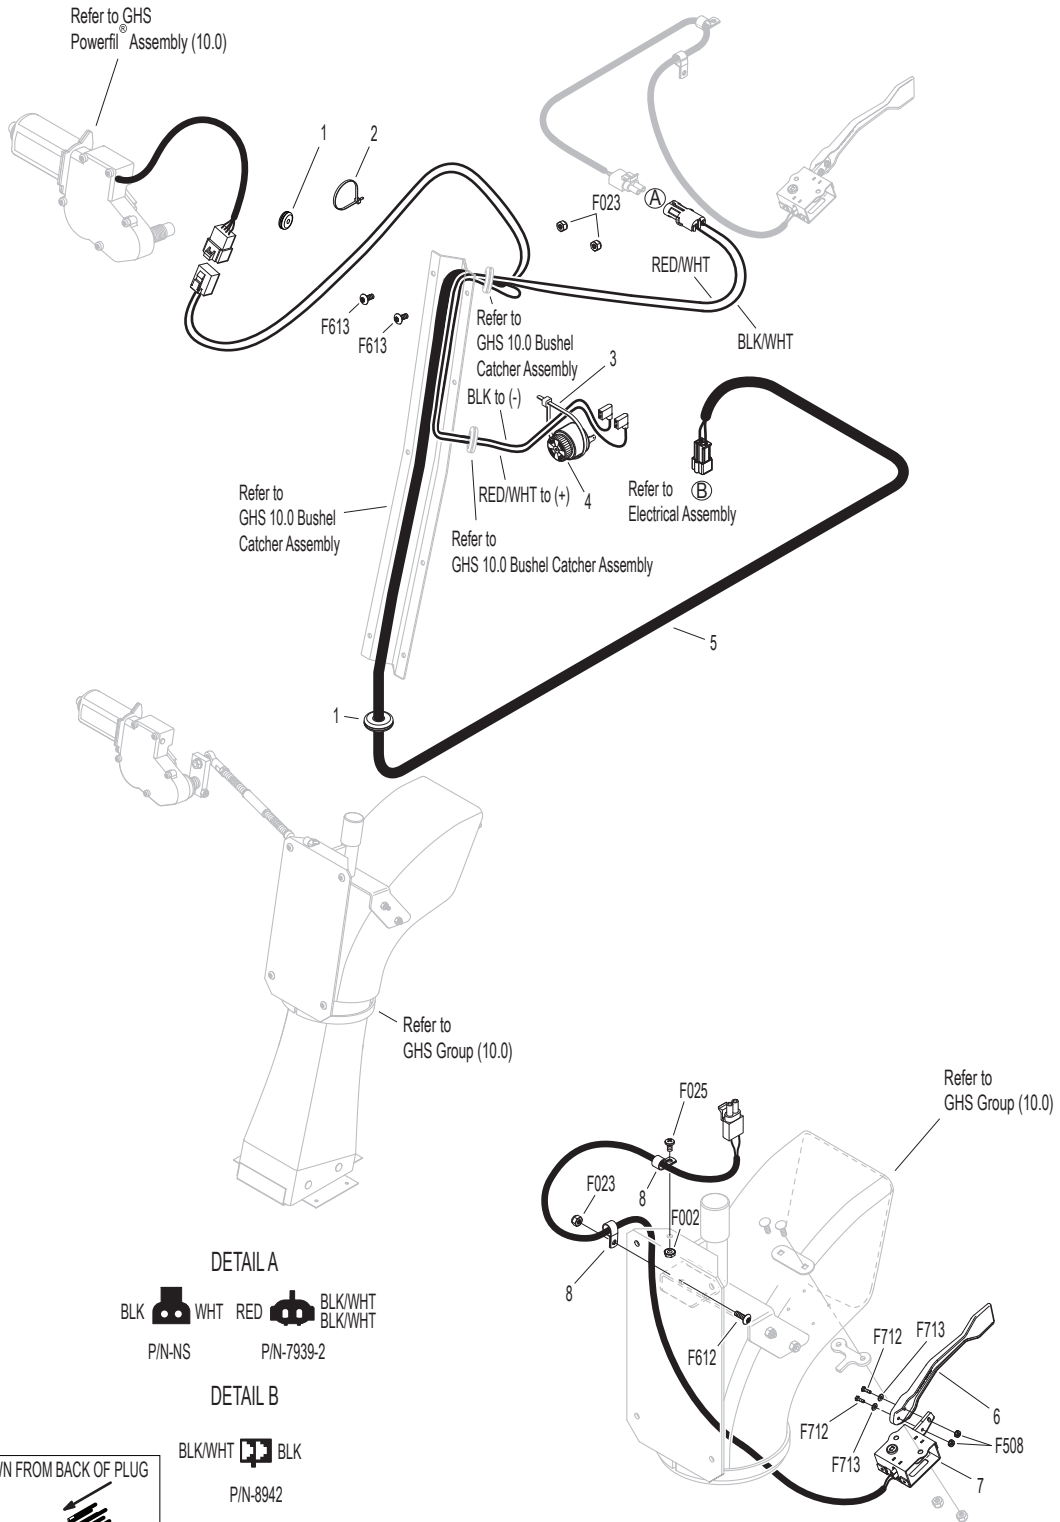 Refer to GHS
Powerfil® Assembly (10.0)
1
2
A
F023
RED/WHT
F613
F613
Refer to
GHS 10.0 Bushel
Catcher Assembly
BLK/WHT
3
BLK to (-)
RED/WHT to (+)
4
Refer to
GHS 10.0 Bushel
Catcher Assembly
Refer to
GHS 10.0 Bushel Catcher Assembly
Refer to B
Electrical Assembly
5
1
Refer to
GHS Group (10.0)
Refer to
GHS Group (10.0)
F025
F023
8
F002
8
F612
F712
F713
F712
F713
6
F508
7
DETAIL A
BLK WHT
P/N-NS
RED BLK/WHT
BLK/WHT
P/N-7939-2
DETAIL B
BLK/WHT BLK
P/N-8942
FROM BACK OF PLUG